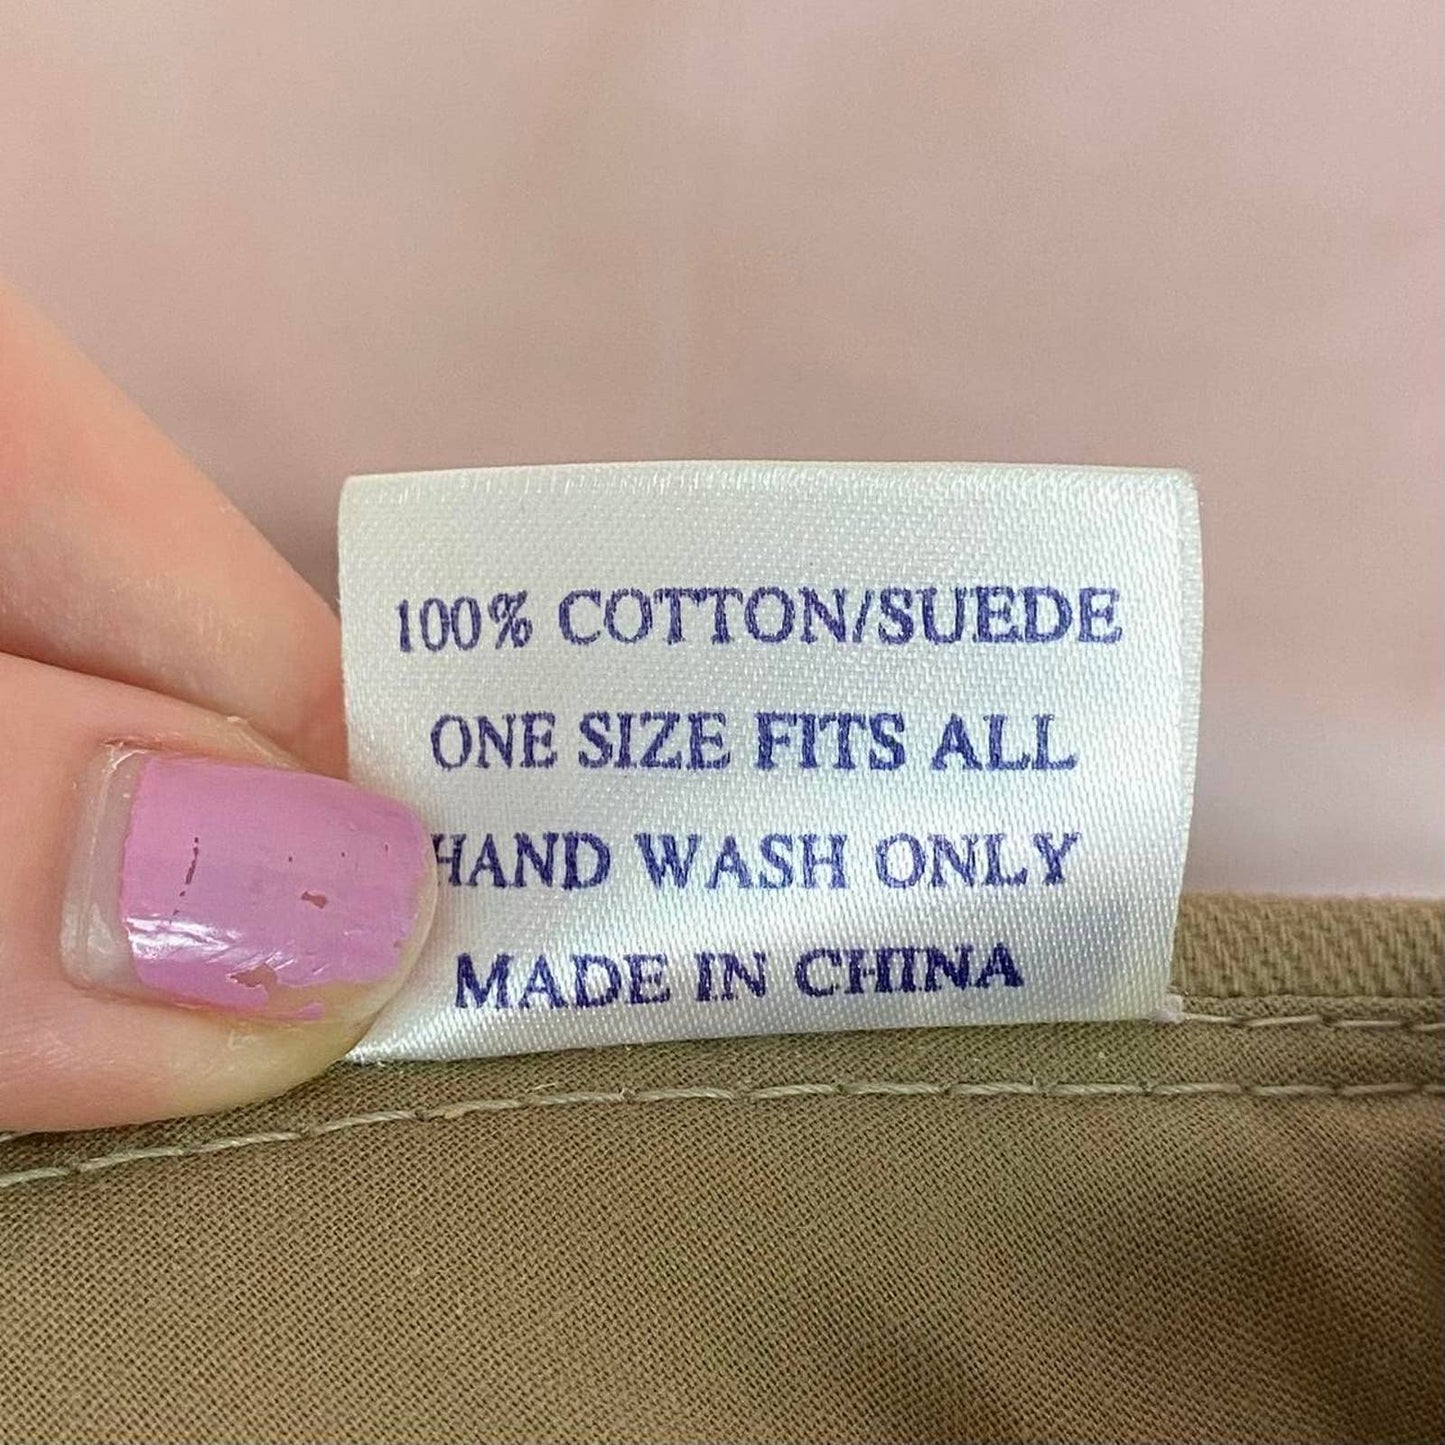 100% COTTON/SUEDE
ONE SIZE FITS ALL
HAND WASH ONLY
MADE IN CHINA